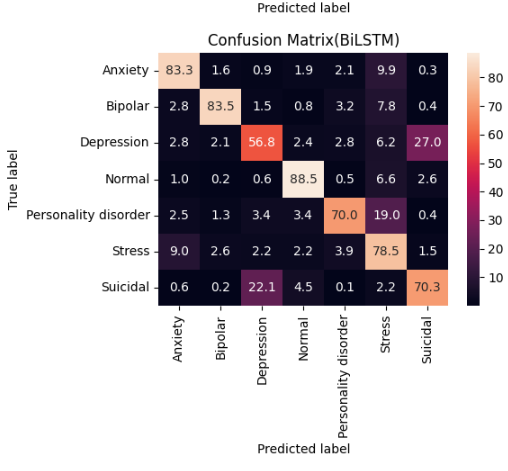 Predicted label
Confusion Matrix(BiLSTM)
Anxiety 83.3 1.6 0.9 1.9 2.1 9.9 0.3
Bipolar 2.8 83.5 1.5 0.8 3.2 7.8 0.4
Depression 2.8 2.1 56.8 2.4 2.8 6.2 27.0
Normal 1.0 0.2 0.6 88.5 0.5 6.6 2.6
Personality disorder 2.5 1.3 3.4 3.4 70.0 19.0 0.4
Stress 9.0 2.6 2.2 2.2 3.9 78.5 1.5
Suicidal 0.6 0.2 22.1 4.5 0.1 2.2 70.3
True label
80
70
60
50
40
30
20
10
Anxiety
Bipolar
Depression
Normal
Personality disorder
Stress
Suicidal
Predicted label